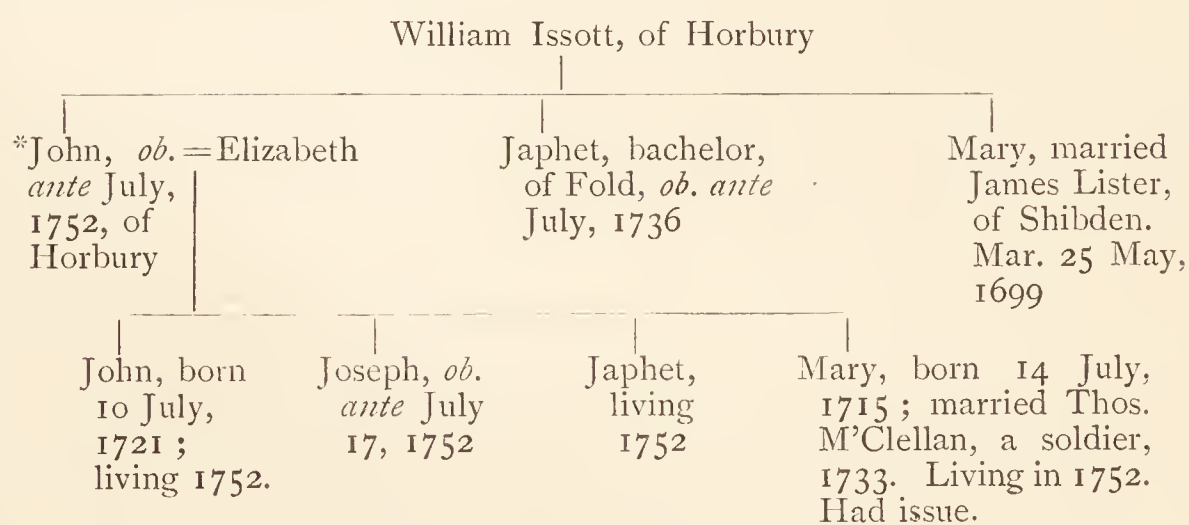 William Issott, of Horbury
*John, ob. = Elizabeth
ante July,
1752, of
Horbury
Japhet, bachelor,
of Fold, ob. ante
July, 1736
Mary, married
James Lister,
of Shibden.
Mar. 25 May,
1699
John, born
10 July,
1721 ;
living 1752.
Joseph, ob.
ante July
17, 1752
Japhet,
living
1752
Mary, born 14 July,
1715 ; married Thos.
M'Clellan, a soldier,
1733. Living in 1752.
Had issue.